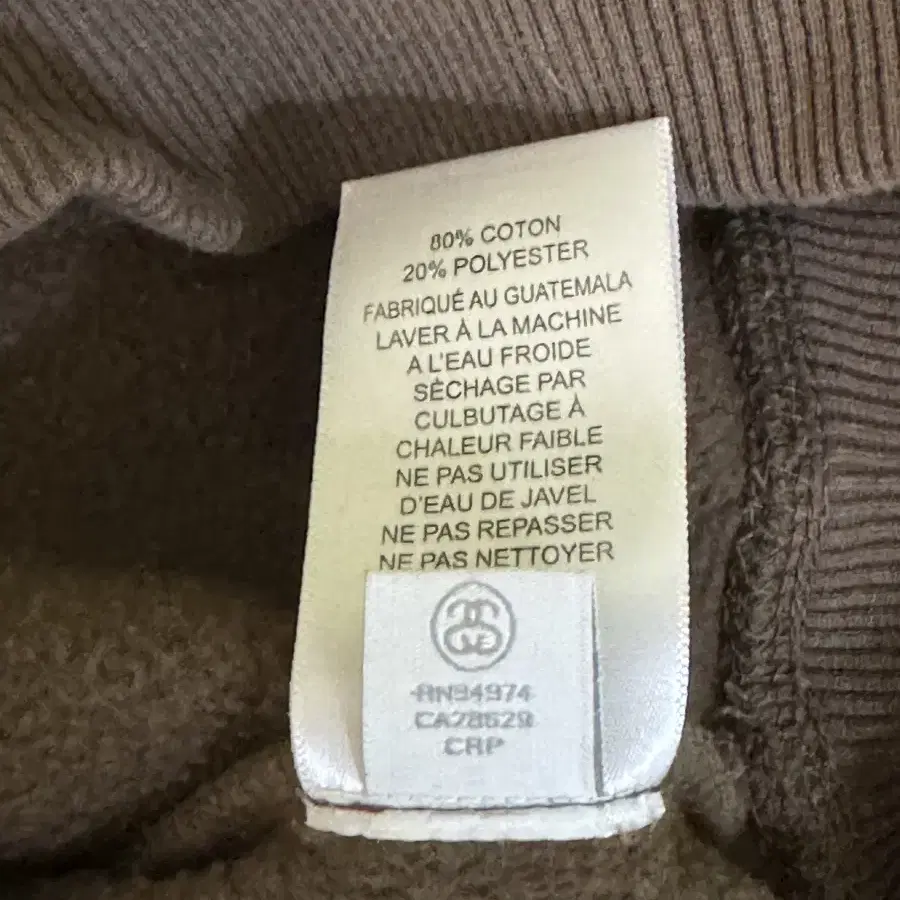 80% COTON
20% POLYESTER
FABRIQUÉ AU GUATEMALA
LAVER À LA MACHINE
A L'EAU FROIDE
SÉCHAGE PAR
CULBUTAGE À
CHALEUR FAIBLE
NE PAS UTILISER
D'EAU DE JAVEL
NE PAS REPASSER
NE PAS NETTOYER
RN94974
CA28629
CRP